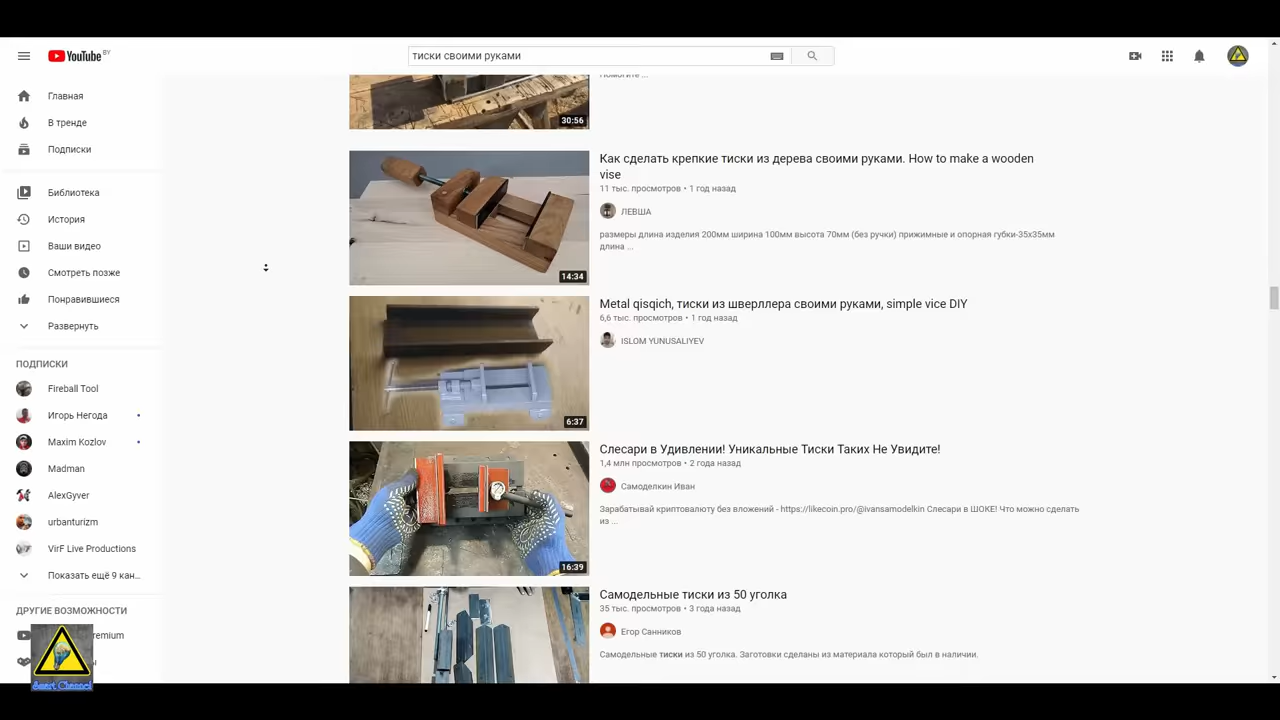 YouTube BY
тиски своими руками
Главная
В тренде
Подписки
Библиотека
История
Ваши видео
Смотреть позже
Понравившиеся
Развернуть
ПОДПИСКИ
Fireball Tool
Игорь Негода
Maxim Kozlov
Madman
AlexGyver
urbanturizm
VirF Live Productions
Показать ещё 9 кан...
ДРУГИЕ ВОЗМОЖНОСТИ
Помогите ...
30:56
Как сделать крепкие тиски из дерева своими руками. How to make a wooden
vise
11 тыс. просмотров • 1 год назад
ЛЕВША
размеры длина изделия 200мм ширина 100мм высота 70мм (без ручки) прижимные и опорная губки-35х35мм
длина ...
14:34
Metal qisqich, тиски из шверллера своими руками, simple vice DIY
6,6 тыс. просмотров • 1 год назад
ISLOM YUNUSALIYEV
6:37
Слесари в Удивлении! Уникальные Тиски Таких Не Увидите!
1,4 млн просмотров • 2 года назад
Самоделкин Иван
Зарабатывай криптовалюту без вложений - https://likecoin.pro/@ivansamodelkin Слесари в ШОКЕ! Что можно сделать
из ...
16:39
Самодельные тиски из 50 уголка
35 тыс. просмотров • 3 года назад
Егор Санников
Самодельные тиски из 50 уголка. Заготовки сделаны из материала который был в наличии.